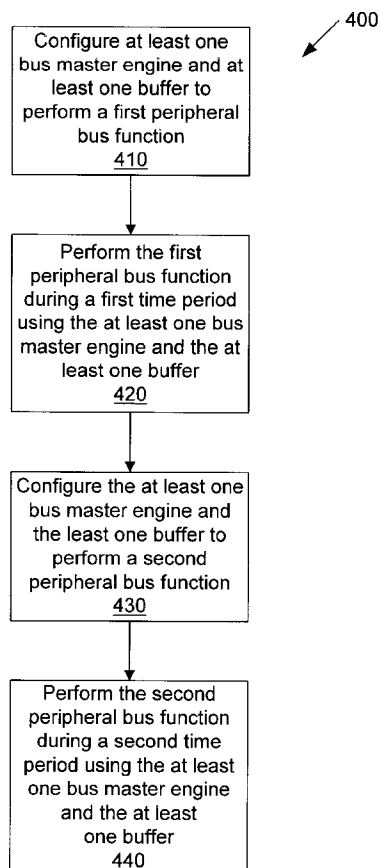 400
Configure at least one
bus master engine and at
least one buffer to
perform a first peripheral
bus function
410
Perform the first
peripheral bus function
during a first time period
using the at least one bus
master engine and the at
least one buffer
420
Configure the at least one
bus master engine and
the least one buffer to
perform a second
peripheral bus function
430
Perform the second
peripheral bus function
during a second time
period using the at least
one bus master engine
and the at least
one buffer
440